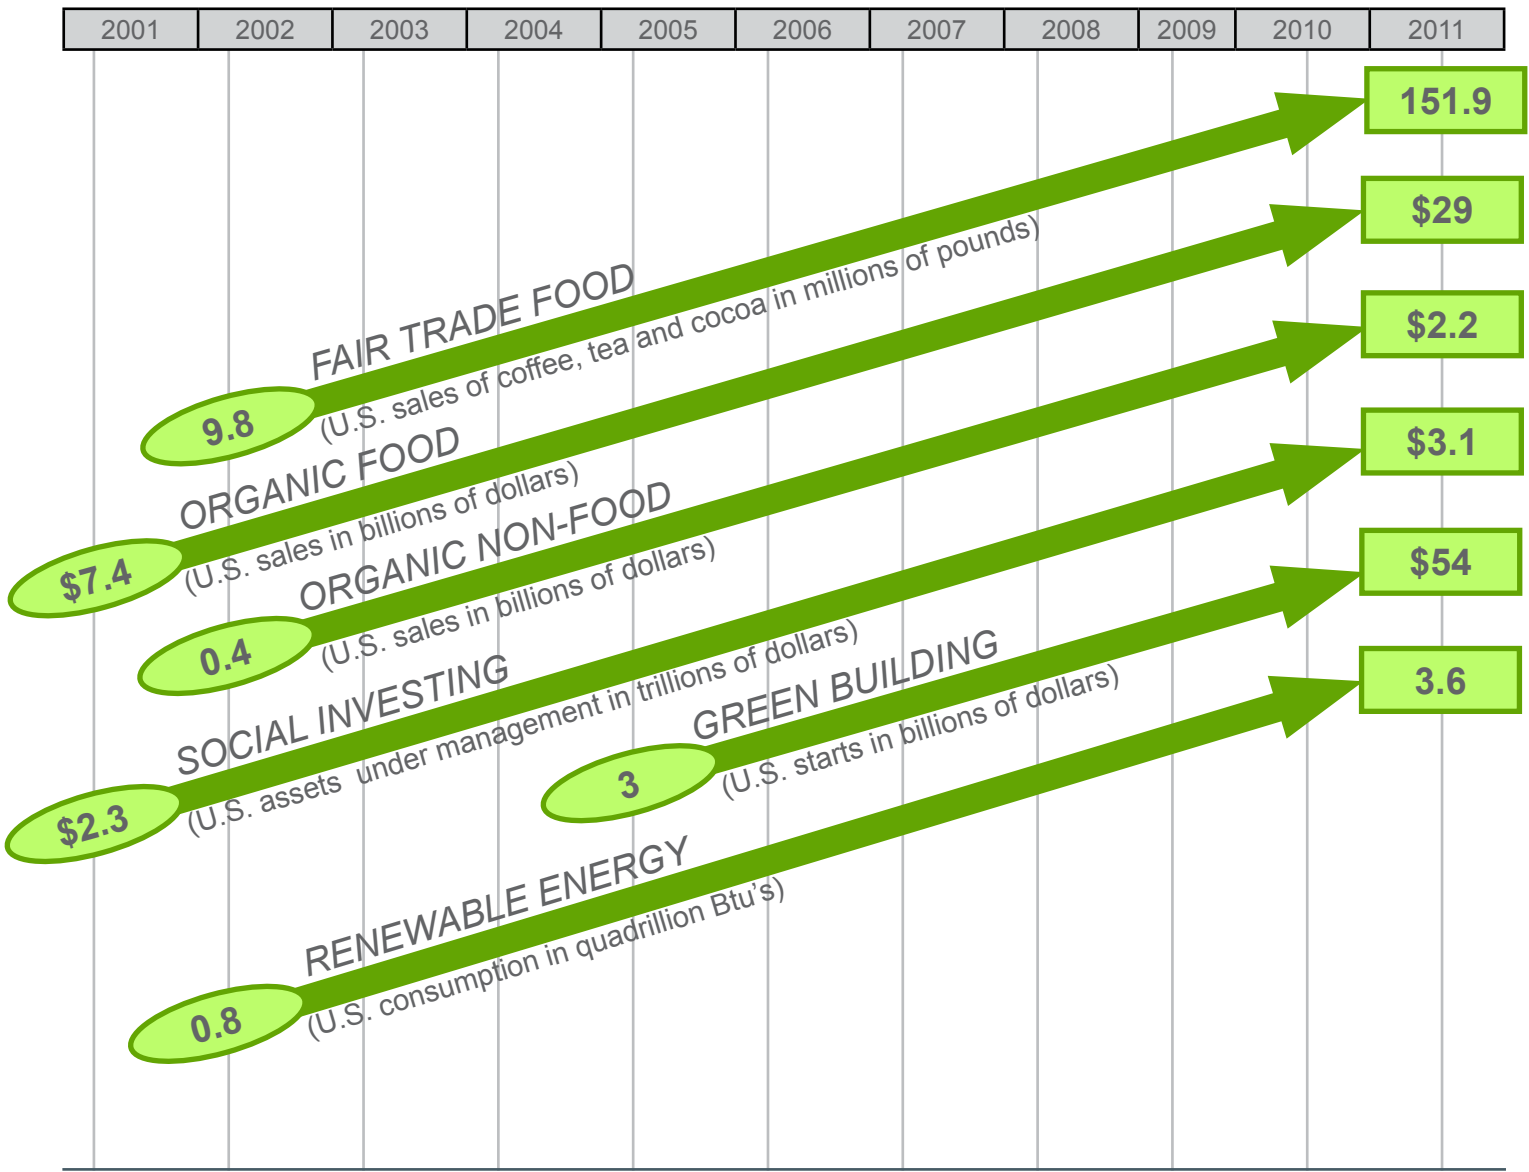 2001 2002 2003 2004 2005 2006 2007 2008 2009 2010 2011
151.9
FAIR TRADE FOOD
(U.S. sales of coffee, tea and cocoa in millions of pounds)
9.8
$29
ORGANIC FOOD
(U.S. sales in billions of dollars)
$7.4
$2.2
ORGANIC NON-FOOD
(U.S. sales in billions of dollars)
0.4
$3.1
SOCIAL INVESTING
(U.S. assets under management in trillions of dollars)
$2.3
$54
GREEN BUILDING
(U.S. starts in billions of dollars)
3
3.6
RENEWABLE ENERGY
(U.S. consumption in quadrillion Btu's)
0.8